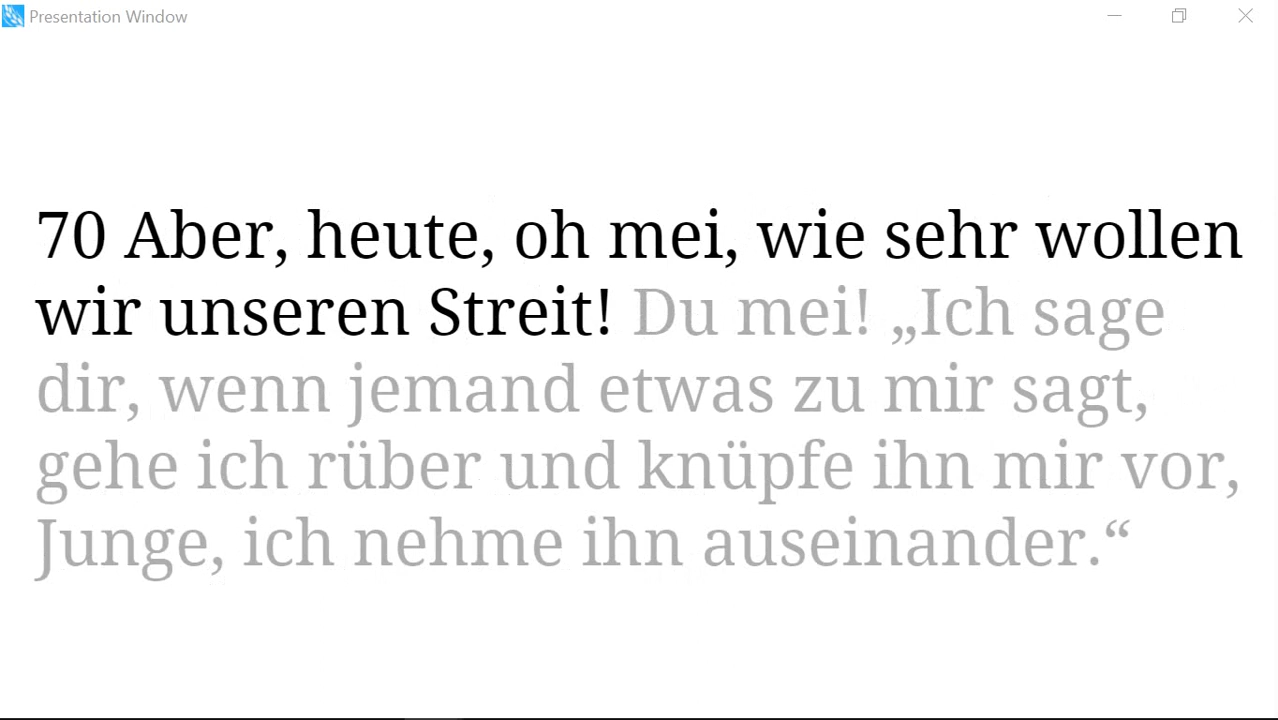 Presentation Window
70 Aber, heute, oh mei, wie sehr wollen
wir unseren Streit! Du mei! „Ich sage
dir, wenn jemand etwas zu mir sagt,
gehe ich rüber und knüpfe ihn mir vor,
Junge, ich nehme ihn auseinander.“